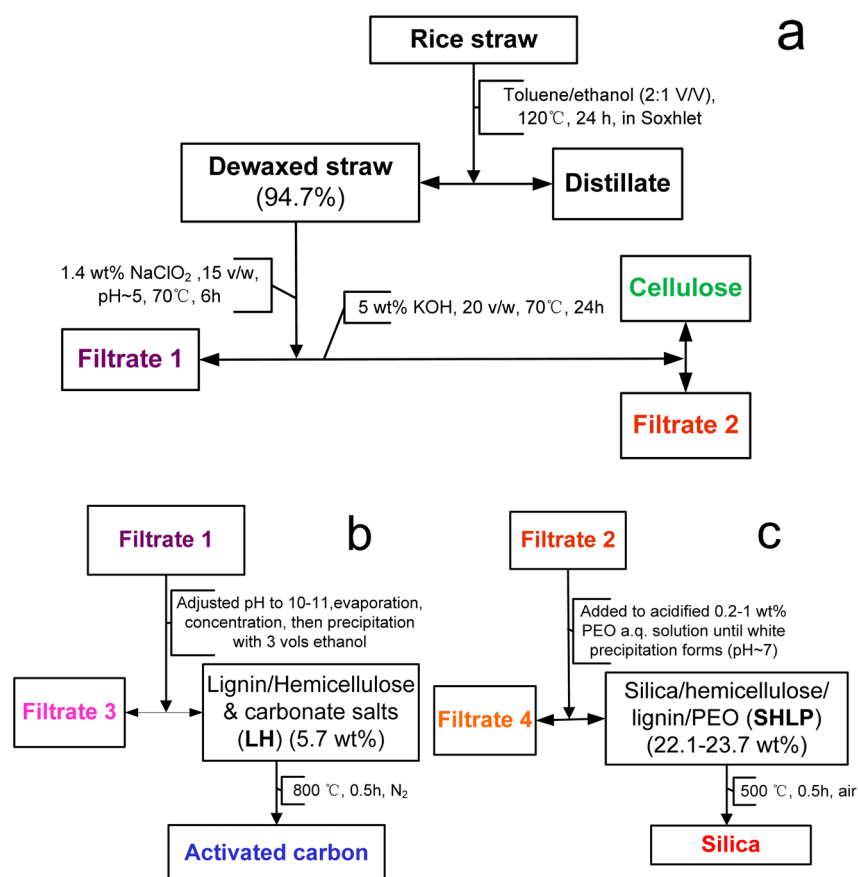 a
Rice straw
Toluene/ethanol (2:1 V/V),
120℃, 24 h, in Soxhlet
Dewaxed straw
(94.7%)
Distillate
1.4 wt% NaClO₂ ,15 v/w,
pH~5, 70℃, 6h
5 wt% KOH, 20 v/w, 70℃, 24h
Cellulose
Filtrate 1
Filtrate 2
b
Filtrate 1
Adjusted pH to 10-11,evaporation,
concentration, then precipitation
with 3 vols ethanol
Filtrate 3
Lignin/Hemicellulose
& carbonate salts
(LH) (5.7 wt%)
800 ℃, 0.5h, N₂
Activated carbon
c
Filtrate 2
Added to acidified 0.2-1 wt%
PEO a.q. solution until white
precipitation forms (pH~7)
Filtrate 4
Silica/hemicellulose/
lignin/PEO (SHLP)
(22.1-23.7 wt%)
500 ℃, 0.5h, air
Silica